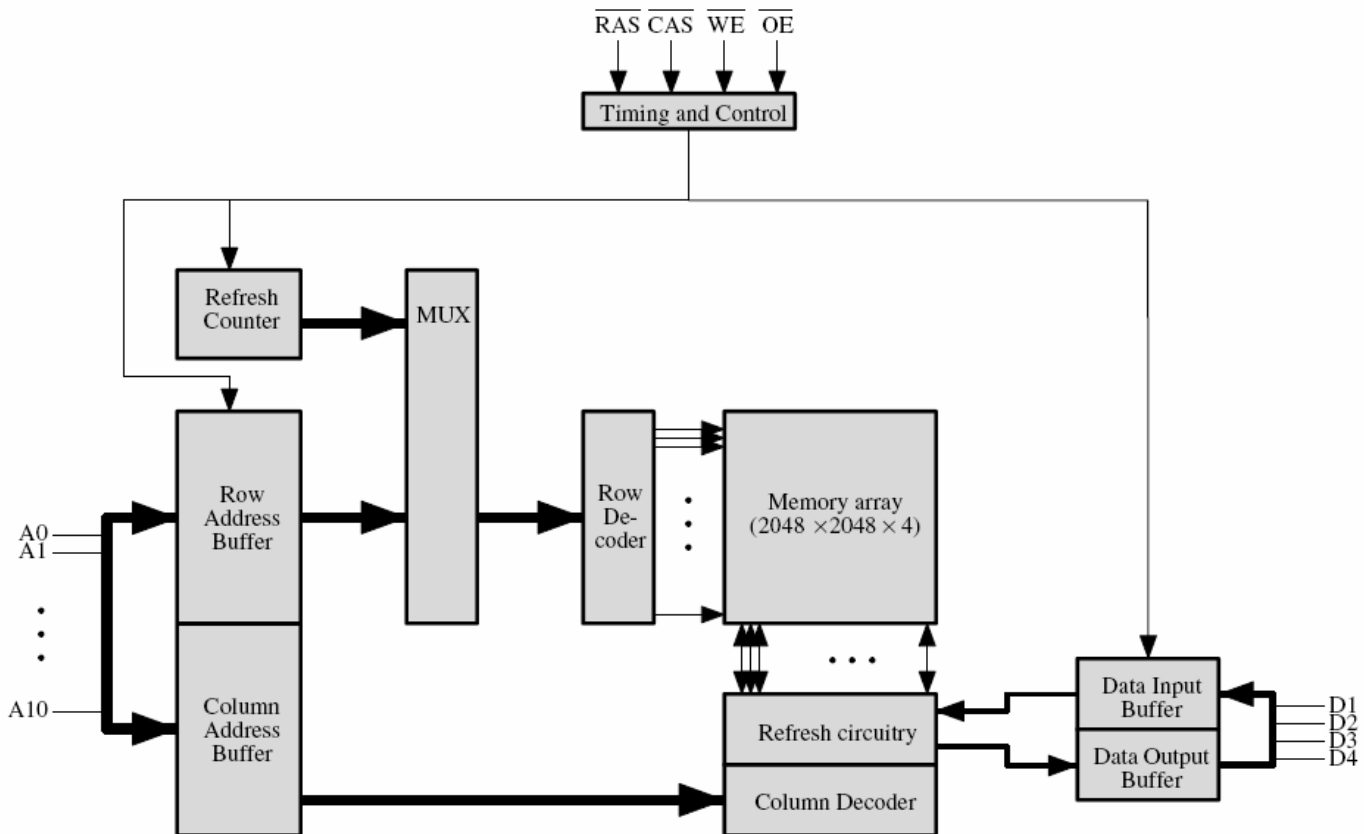 RAS CAS WE OE
Timing and Control
Refresh
Counter
MUX
Row
Address
Buffer
Row
De-
coder
Memory array
(2048 ×2048 × 4)
A0
A1
A10
Column
Address
Buffer
Refresh circuitry
Column Decoder
Data Input
Buffer
Data Output
Buffer
D1
D2
D3
D4